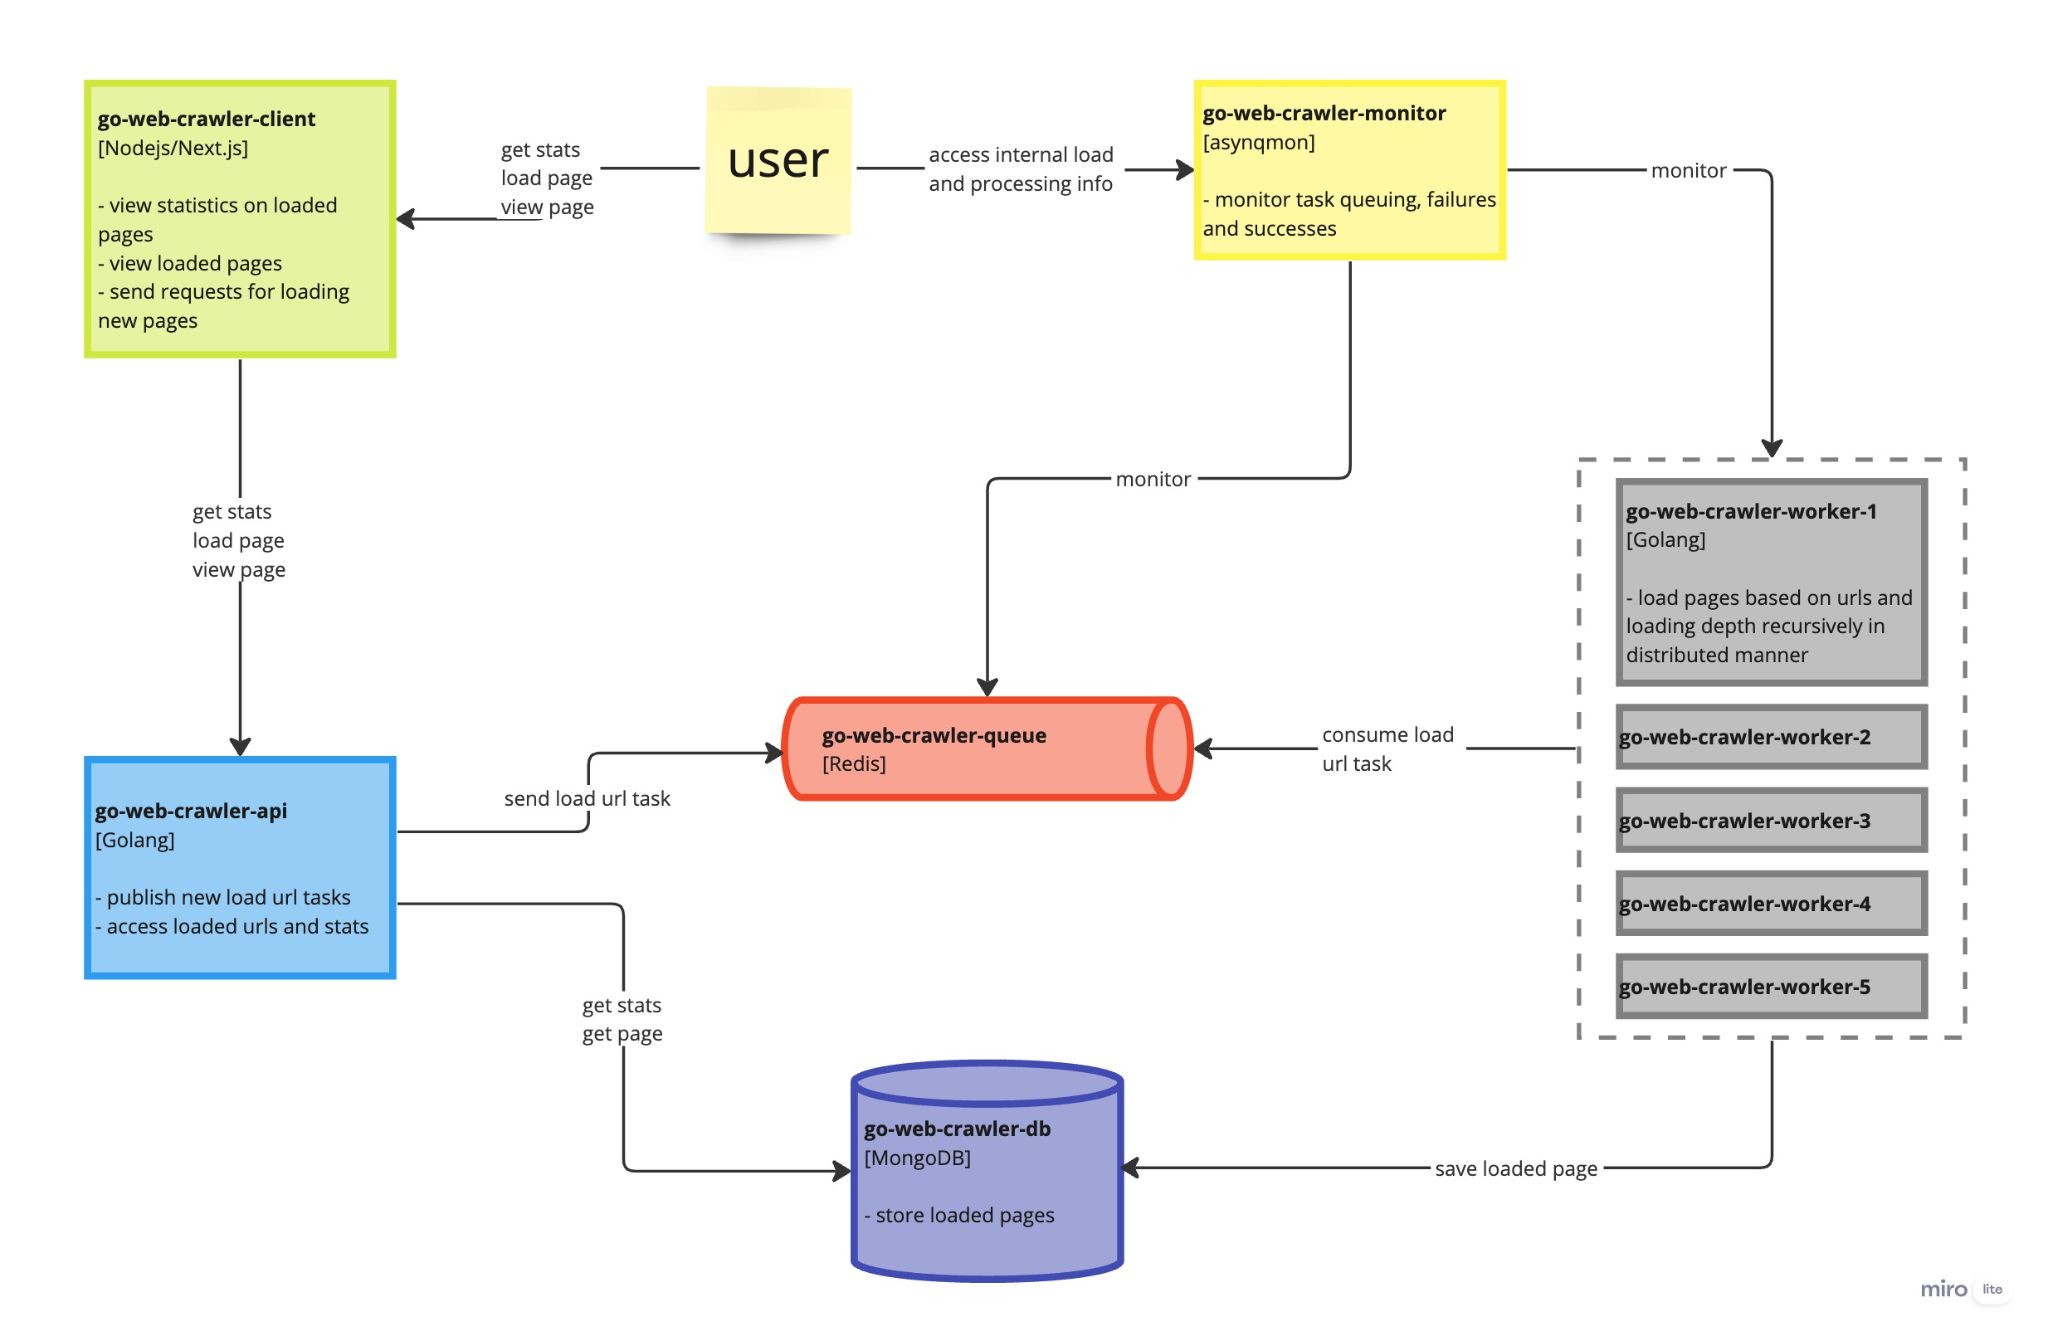 go-web-crawler-client
[Nodejs/Next.js]
- view statistics on loaded
pages
- view loaded pages
- send requests for loading
new pages
get stats
load page
view page
user
access internal load
and processing info
go-web-crawler-monitor
[asynqmon]
- monitor task queuing, failures
and successes
monitor
monitor
get stats
load page
view page
go-web-crawler-worker-1
[Golang]
- load pages based on urls and
loading depth recursively in
distributed manner
go-web-crawler-worker-2
go-web-crawler-worker-3
go-web-crawler-worker-4
go-web-crawler-worker-5
go-web-crawler-queue
[Redis]
consume load
url task
send load url task
go-web-crawler-api
[Golang]
- publish new load url tasks
- access loaded urls and stats
get stats
get page
go-web-crawler-db
[MongoDB]
- store loaded pages
save loaded page
miro lite